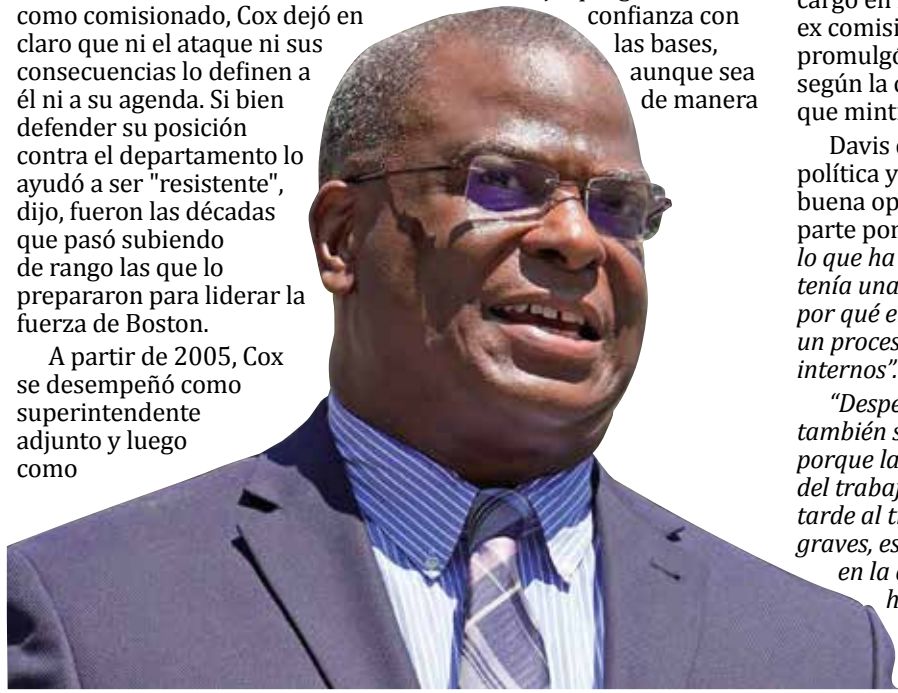 como comisionado, Cox dejó en
claro que ni el ataque ni sus
consecuencias lo definen a
él ni a su agenda. Si bien
defender su posición
contra el departamento lo
ayudó a ser "resistente",
dijo, fueron las décadas
que pasó subiendo
de rango las que lo
prepararon para liderar la
fuerza de Boston.
A partir de 2005, Cox
se desempeñó como
superintendente
adjunto y luego
como
confianza con
las bases,
aunque sea
de manera
ex comisi
promulgó
según la
que mint
Davis
política y
buena op
parte por
lo que ha
tenía una
por qué e
un proces
internos”.
“Despe
también s
porque la
del trabaj
tarde al t
graves, es
en la
h